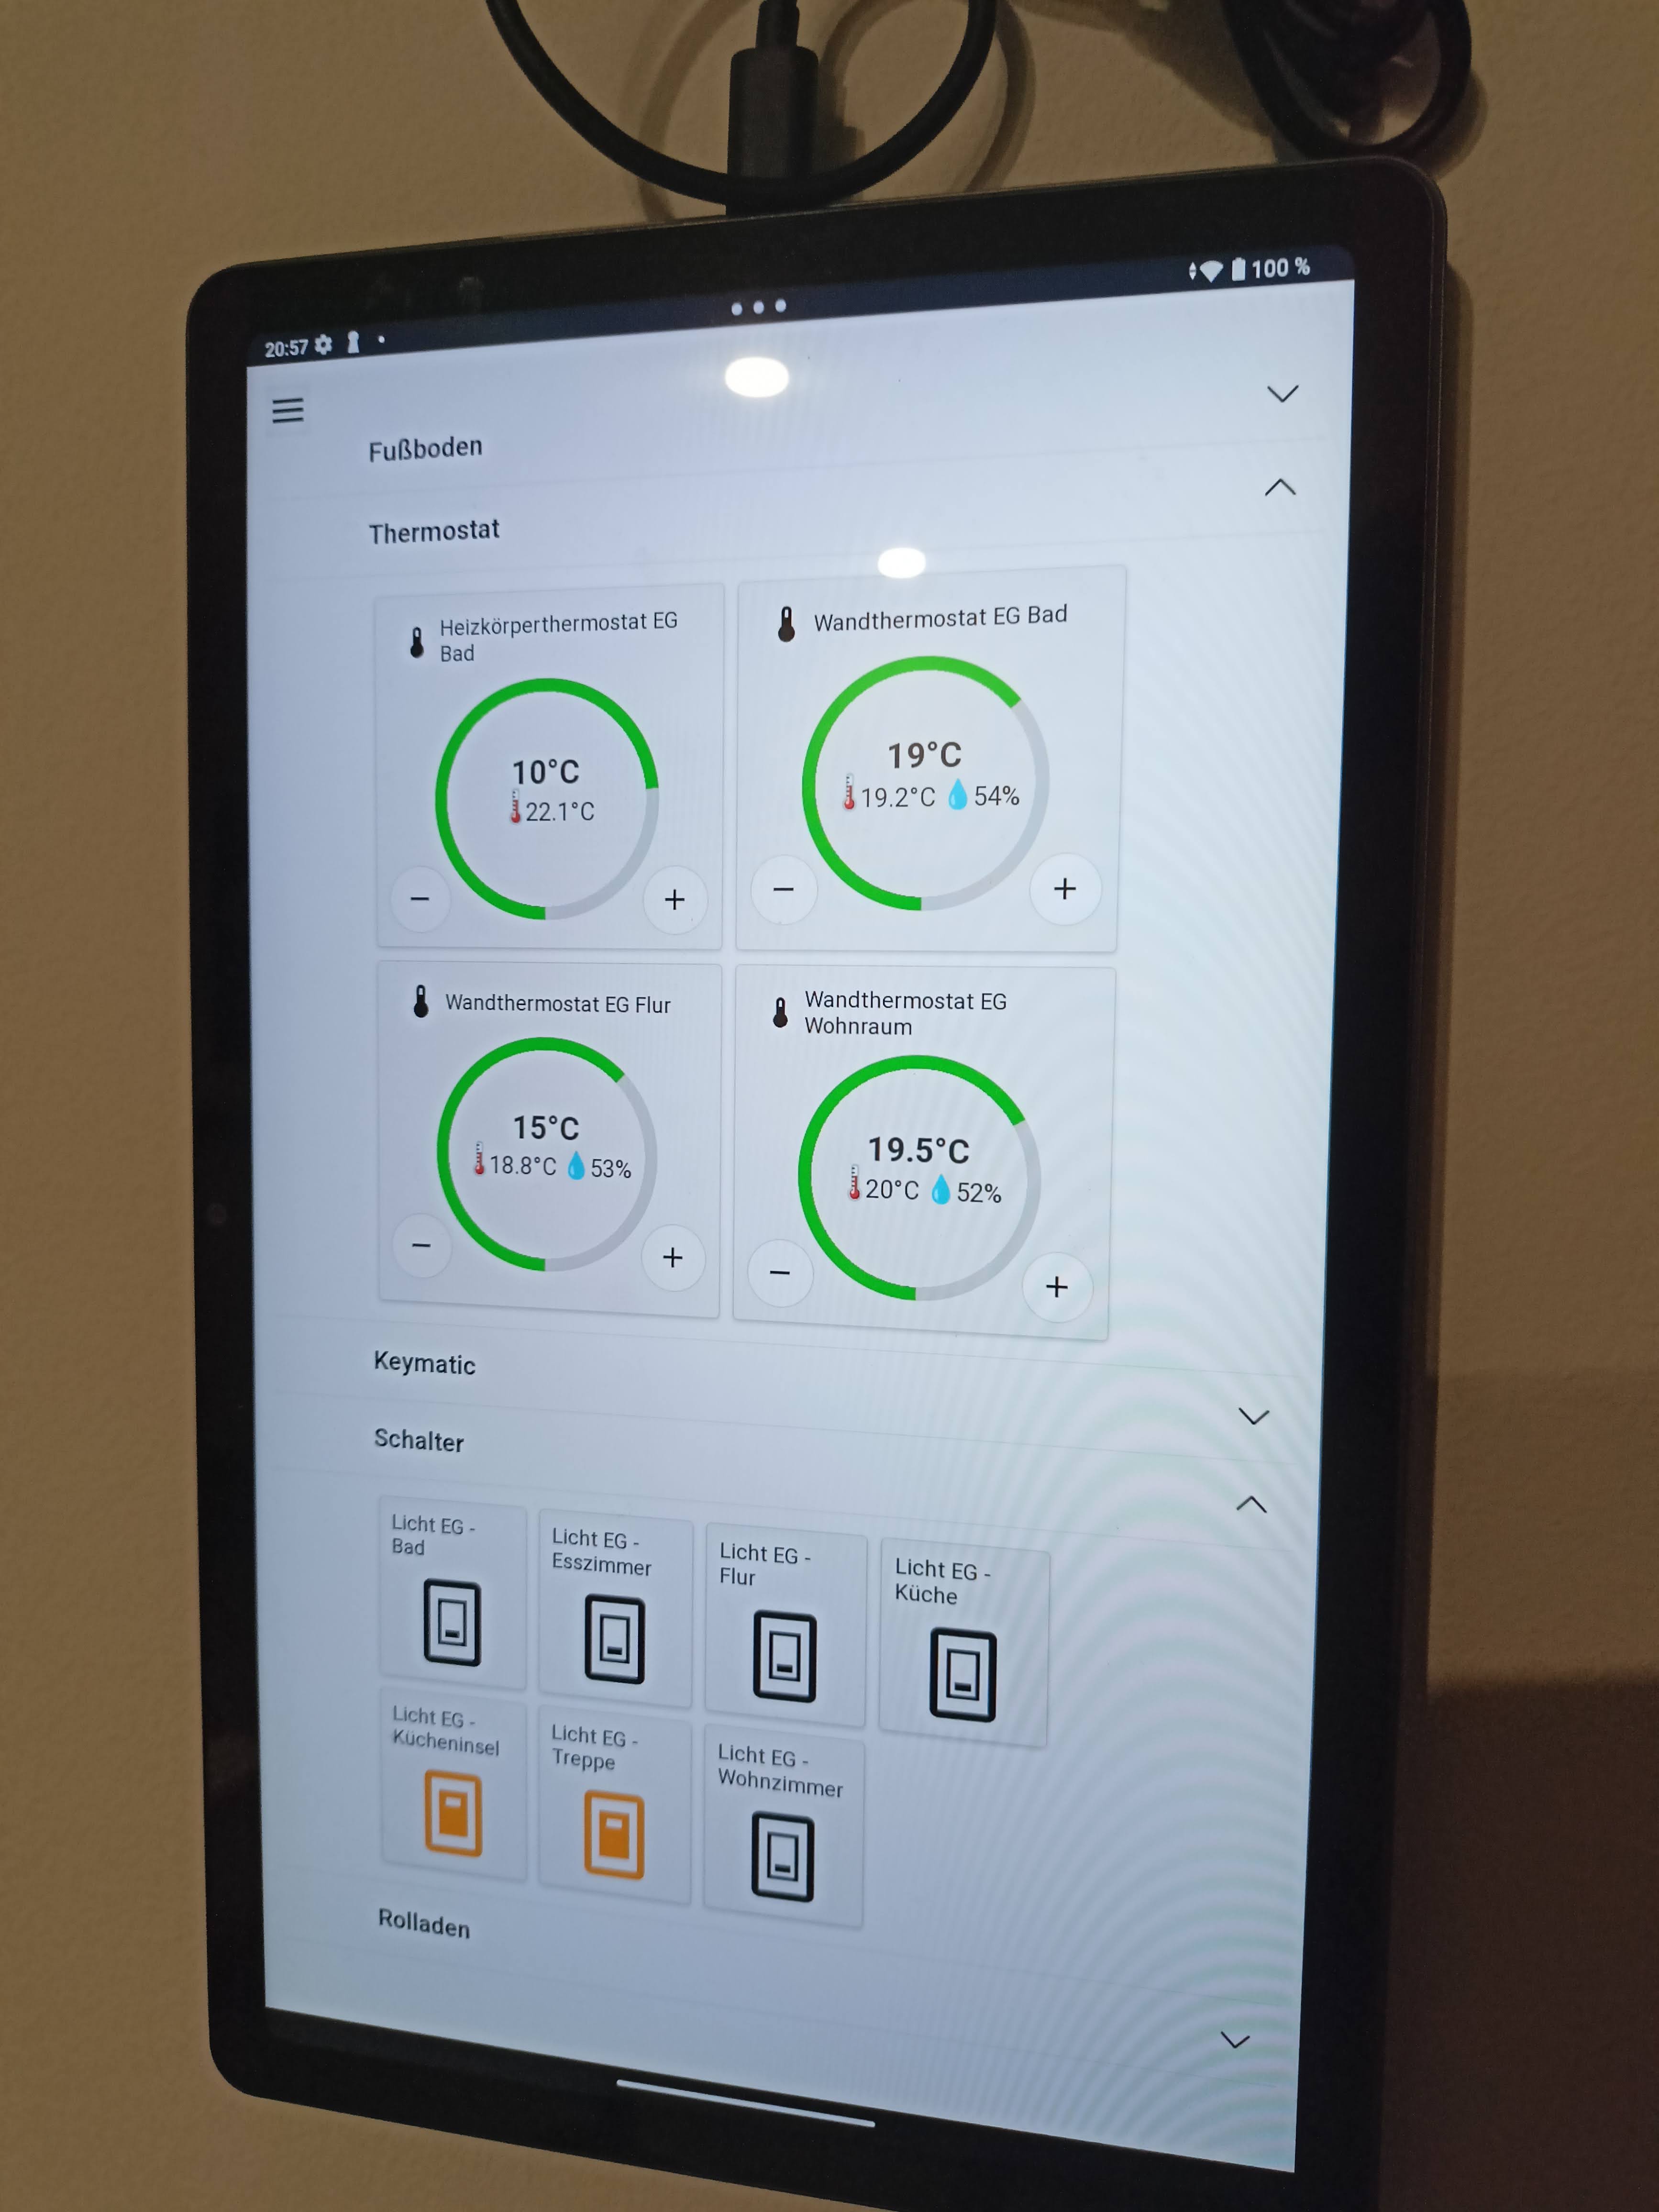 20:57
100 %
Fußboden
Thermostat
Heizkörperthermostat EG
Bad
10°C
22.1°C
Wandthermostat EG Bad
19°C
19.2°C 54%
Wandthermostat EG Flur
15°C
18.8°C 53%
Wandthermostat EG
Wohnraum
19.5°C
20°C 52%
Keymatic
Schalter
Licht EG -
Bad
Licht EG -
Esszimmer
Licht EG -
Flur
Licht EG -
Küche
Licht EG -
Kücheninsel
Licht EG -
Treppe
Licht EG -
Wohnzimmer
Rolladen